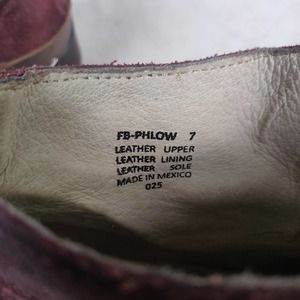 FB-PHLOW 7
LEATHER UPPER
LEATHER LINING
LEATHER SOLE
MADE IN MEXICO
025